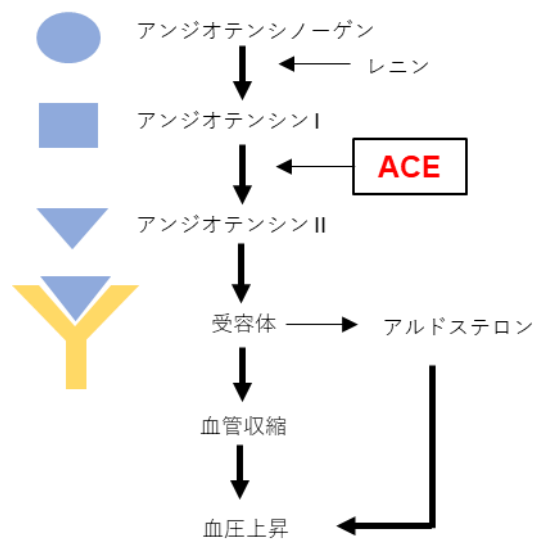 アンジオテンシノーゲン
レニン
アンジオテンシンⅠ
ACE
アンジオテンシンⅡ
受容体
アルドステロン
血管収縮
血圧上昇